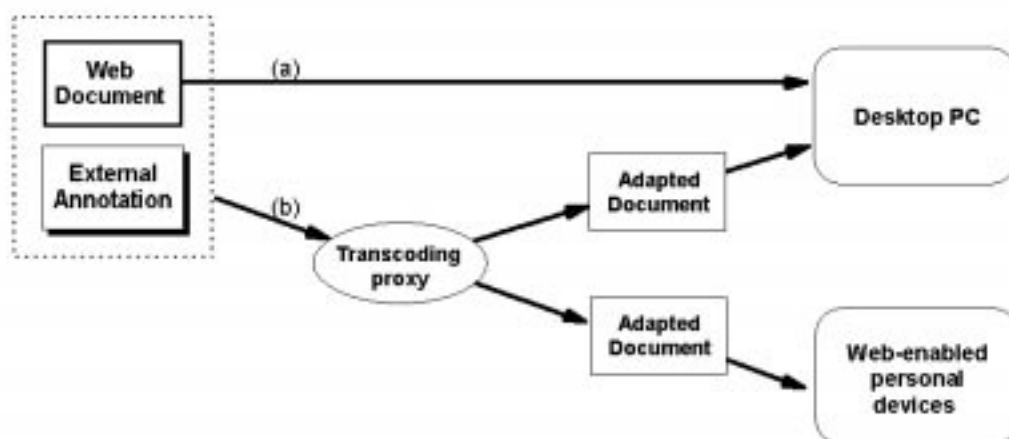 Web
Document
(a)
Desktop PC
External
Annotation
(b)
Adapted
Document
Transcoding
proxy
Adapted
Document
Web-enabled
personal
devices